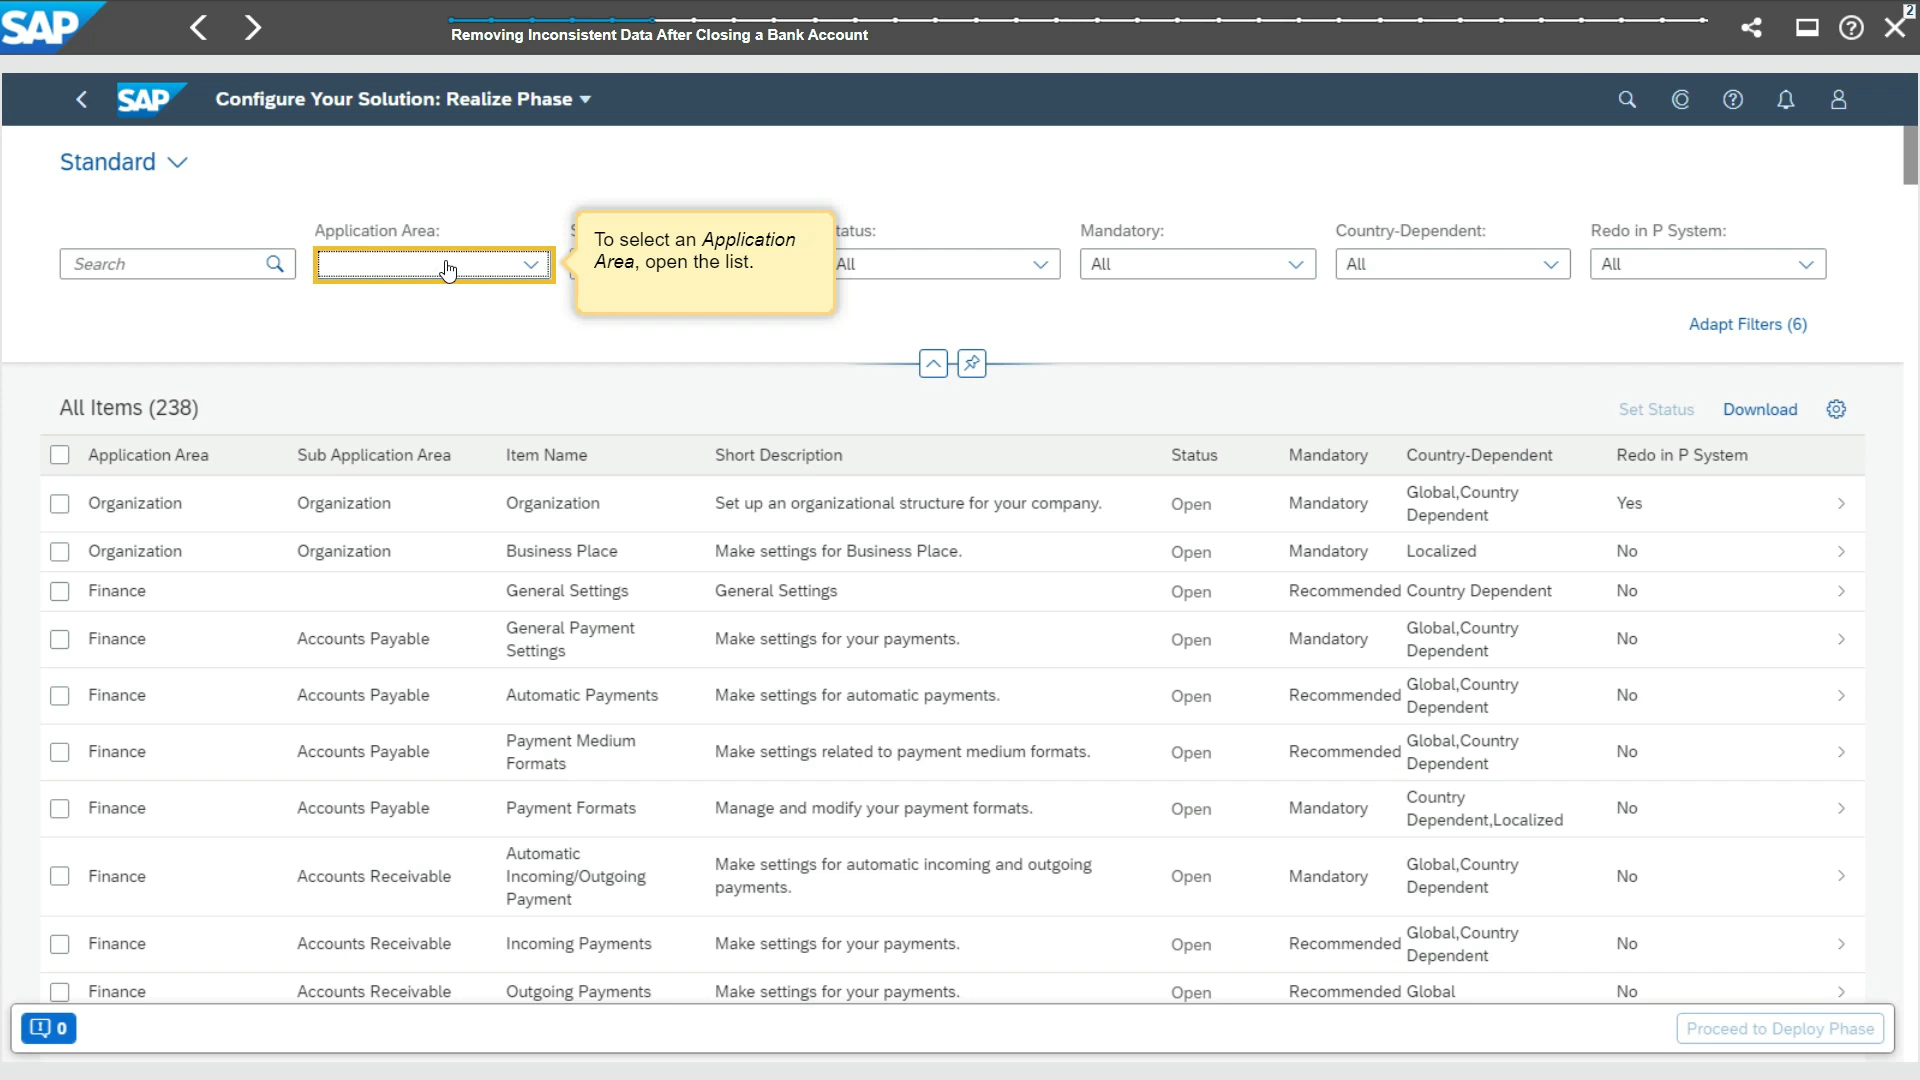 SAP
Removing Inconsistent Data After Closing a Bank Account
2
SAP
Configure Your Solution: Realize Phase
Standard
Search
Application Area:
To select an Application
Area, open the list.
tatus:
All
Mandatory:
All
Country-Dependent:
All
Redo in P System:
All
Adapt Filters (6)
All Items (238)
Set Status
Download
Application Area Sub Application Area Item Name Short Description Status Mandatory Country-Dependent Redo in P System
Organization Organization Organization Set up an organizational structure for your company. Open Mandatory Global,Country Yes
Dependent
Organization Organization Business Place Make settings for Business Place. Open Mandatory Localized No
Finance General Settings General Settings Open Recommended Country Dependent No
Finance Accounts Payable General Payment Make settings for your payments. Open Mandatory Global,Country No
Settings Dependent
Finance Accounts Payable Automatic Payments Make settings for automatic payments. Open Recommended Global,Country No
Dependent
Finance Accounts Payable Payment Medium Make settings related to payment medium formats. Open Recommended Global,Country No
Formats Dependent
Finance Accounts Payable Payment Formats Manage and modify your payment formats. Open Mandatory Country No
Dependent,Localized
Finance Accounts Receivable Automatic Make settings for automatic incoming and outgoing Open Mandatory Global,Country No
Incoming/Outgoing payments. Dependent
Payment
Finance Accounts Receivable Incoming Payments Make settings for your payments. Open Recommended Global,Country No
Dependent
Finance Accounts Receivable Outgoing Payments Make settings for your payments. Open Recommended Global No
0
Proceed to Deploy Phase